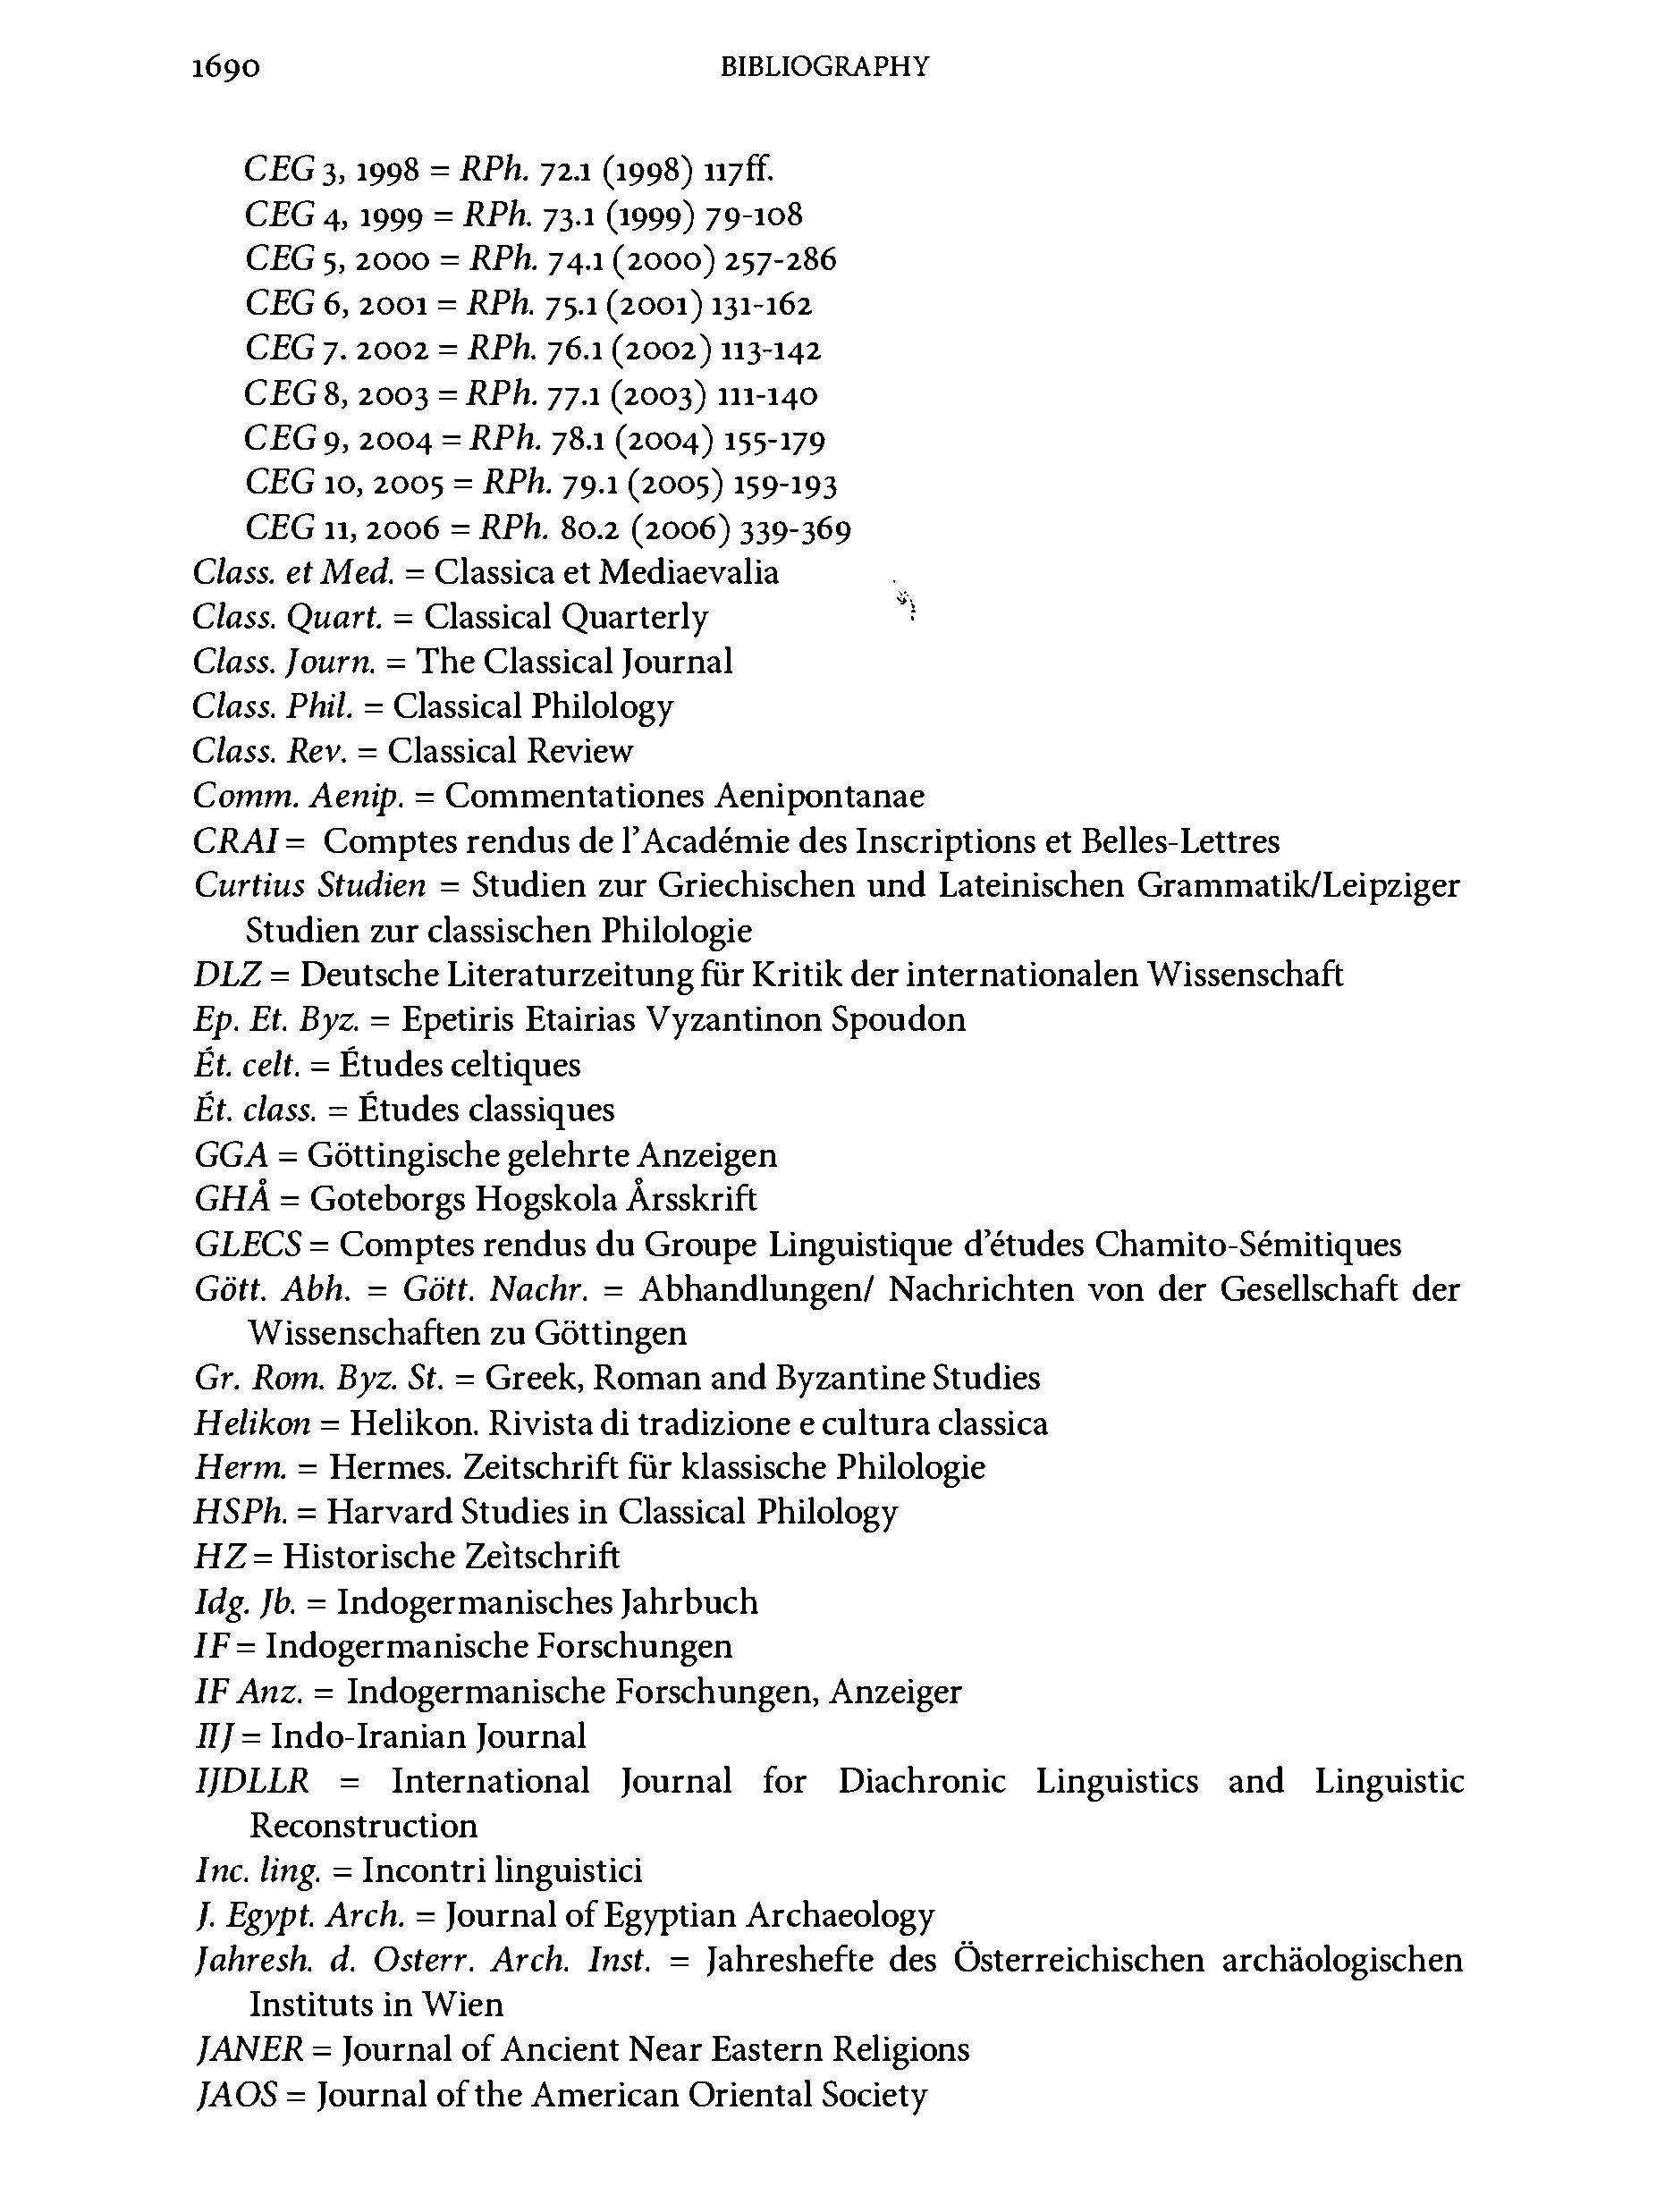 1690 BIBLIOGRAPHY
CEG 3, 1998 = RPh. 72.1 (1998) 117ff.
CEG 4, 1999 = RPh. 73.1 (1999) 79-108
CEG 5, 2000 = RPh. 74.1 (2000) 257-286
CEG 6, 2001 = RPh. 75.1 (2001) 131-162
CEG 7. 2002 = RPh. 76.1 (2002) 113-142
CEG 8, 2003 = RPh. 77.1 (2003) 111-140
CEG 9, 2004 = RPh. 78.1 (2004) 155-179
CEG 10, 2005 = RPh. 79.1 (2005) 159-193
CEG 11, 2006 = RPh. 80.2 (2006) 339-369
Class. et Med. = Classica et Mediaevalia
Class. Quart. = Classical Quarterly
Class. Journ. = The Classical Journal
Class. Phil. = Classical Philology
Class. Rev. = Classical Review
Comm. Aenip. = Commentationes Aenipontanae
CRAI = Comptes rendus de l'Académie des Inscriptions et Belles-Lettres
Curtius Studien = Studien zur Griechischen und Lateinischen Grammatik/Leipziger
Studien zur classischen Philologie
DLZ = Deutsche Literaturzeitung für Kritik der internationalen Wissenschaft
Ep. Et. Byz. = Epetiris Etairias Vyzantinon Spoudon
Ét. celt. = Études celtiques
Ét. class. = Études classiques
GGA = Göttingische gelehrte Anzeigen
GHÅ = Goteborgs Hogskola Årsskrift
GLECS = Comptes rendus du Groupe Linguistique d'études Chamito-Sémitiques
Gött. Abh. = Gött. Nachr. = Abhandlungen/ Nachrichten von der Gesellschaft der
Wissenschaften zu Göttingen
Gr. Rom. Byz. St. = Greek, Roman and Byzantine Studies
Helikon = Helikon. Rivista di tradizione e cultura classica
Herm. = Hermes. Zeitschrift für klassische Philologie
HSPh. = Harvard Studies in Classical Philology
HZ = Historische Zeitschrift
Idg. Jb. = Indogermanisches Jahrbuch
IF = Indogermanische Forschungen
IF Anz. = Indogermanische Forschungen, Anzeiger
IIJ = Indo-Iranian Journal
IJDLLR = International Journal for Diachronic Linguistics and Linguistic
Reconstruction
Inc. ling. = Incontri linguistici
J. Egypt. Arch. = Journal of Egyptian Archaeology
Jahresh. d. Osterr. Arch. Inst. = Jahreshefte des Österreichischen archäologischen
Instituts in Wien
JANER = Journal of Ancient Near Eastern Religions
JAOS = Journal of the American Oriental Society